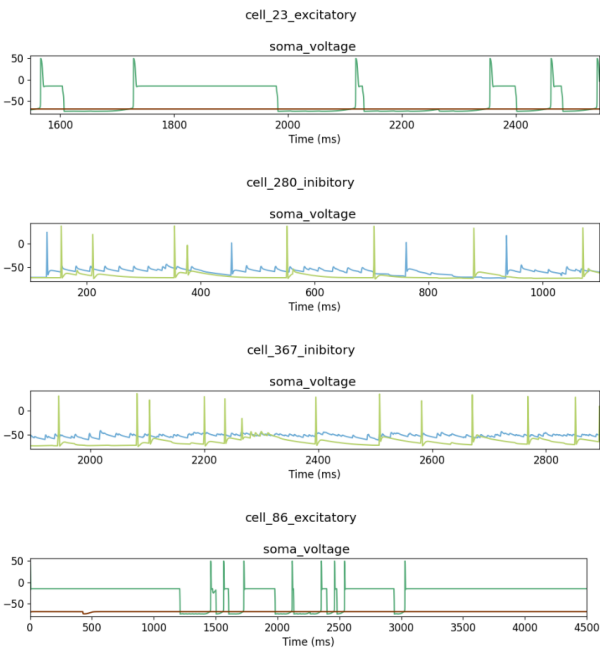 cell_23_excitatory
soma_voltage
50
0
−50
1600 1800 2000 2200 2400
Time (ms)
cell_280_inibitory
soma_voltage
0
−50
200 400 600 800 1000
Time (ms)
cell_367_inibitory
soma_voltage
0
−50
2000 2200 2400 2600 2800
Time (ms)
cell_86_excitatory
soma_voltage
50
0
−50
0 500 1000 1500 2000 2500 3000 3500 4000 4500
Time (ms)